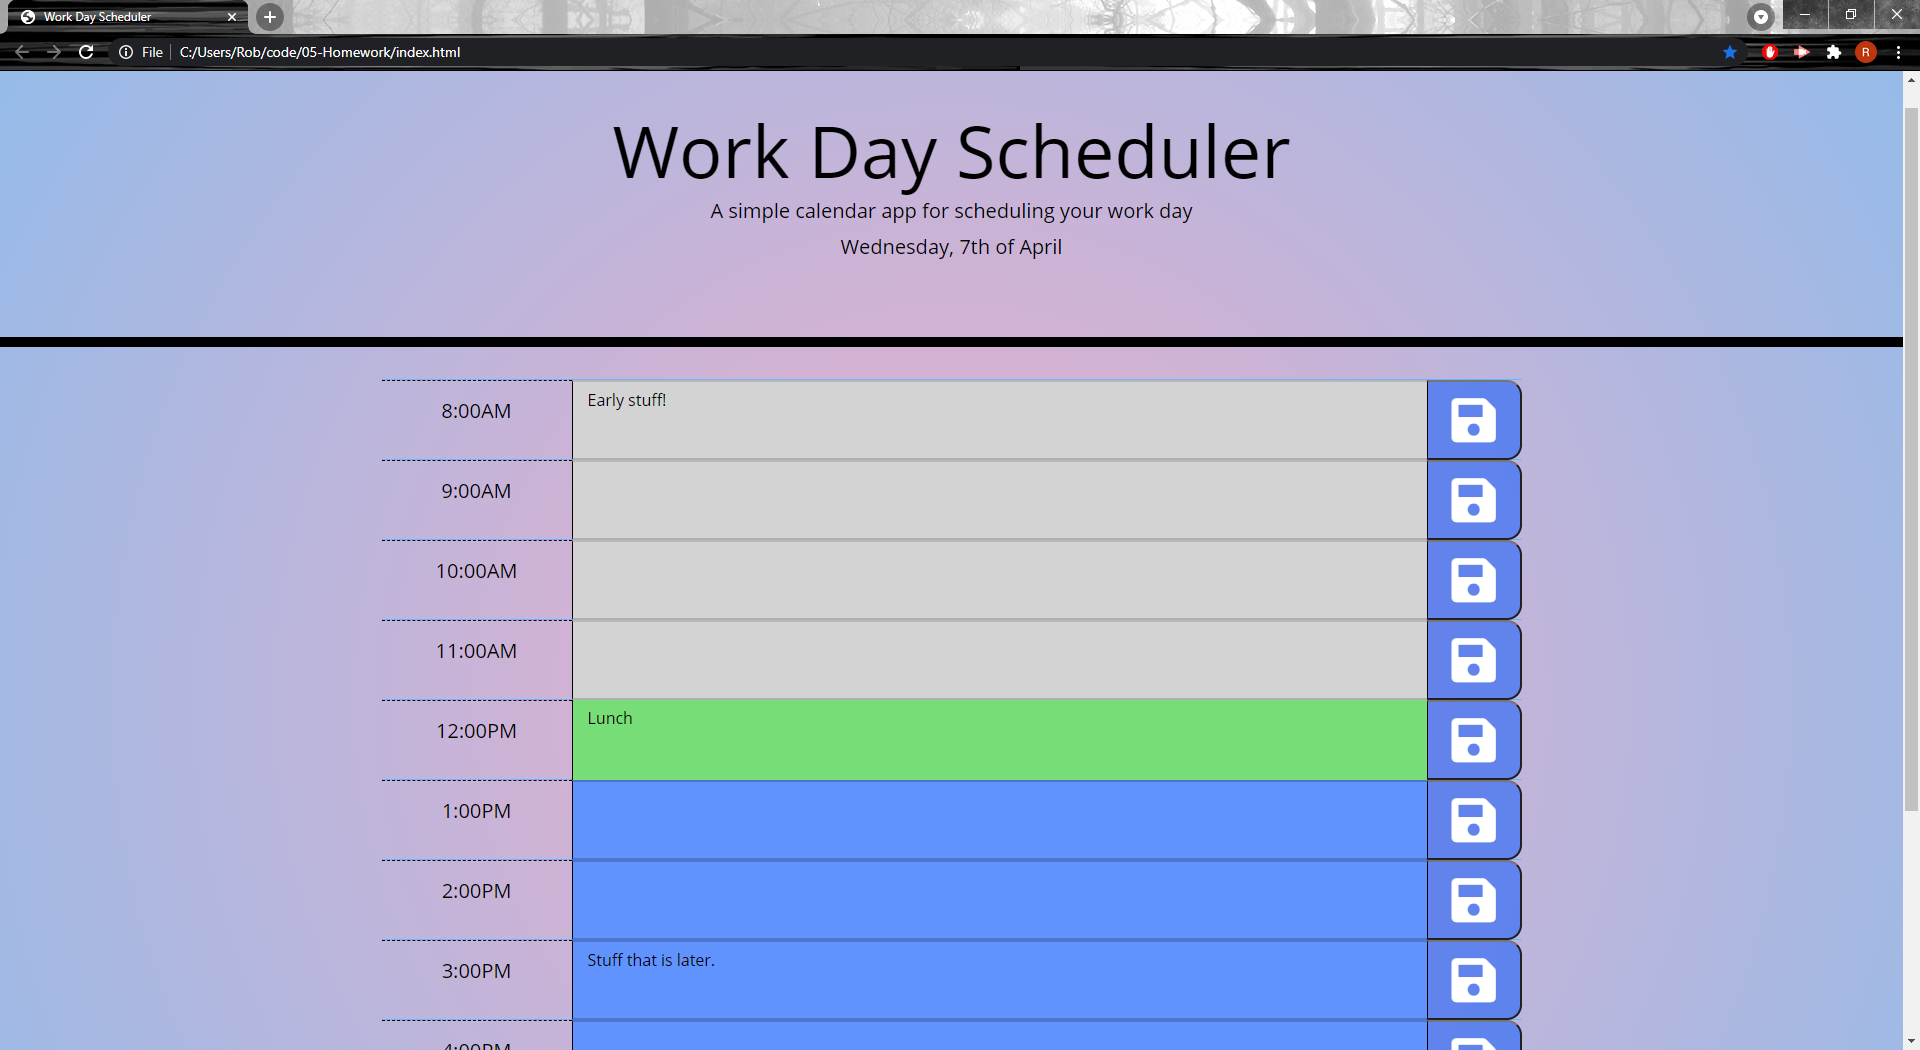 Work Day Scheduler
File C:/Users/Rob/code/05-Homework/index.html
R
Work Day Scheduler
A simple calendar app for scheduling your work day
Wednesday, 7th of April
8:00AM Early stuff!
9:00AM
10:00AM
11:00AM
12:00PM Lunch
1:00PM
2:00PM
3:00PM Stuff that is later.
4:00PM